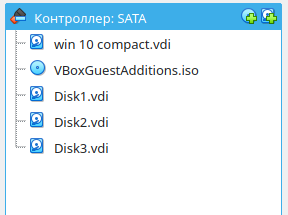 Контроллер: SATA
win 10 compact.vdi
VBoxGuestAdditions.iso
Disk1.vdi
Disk2.vdi
Disk3.vdi